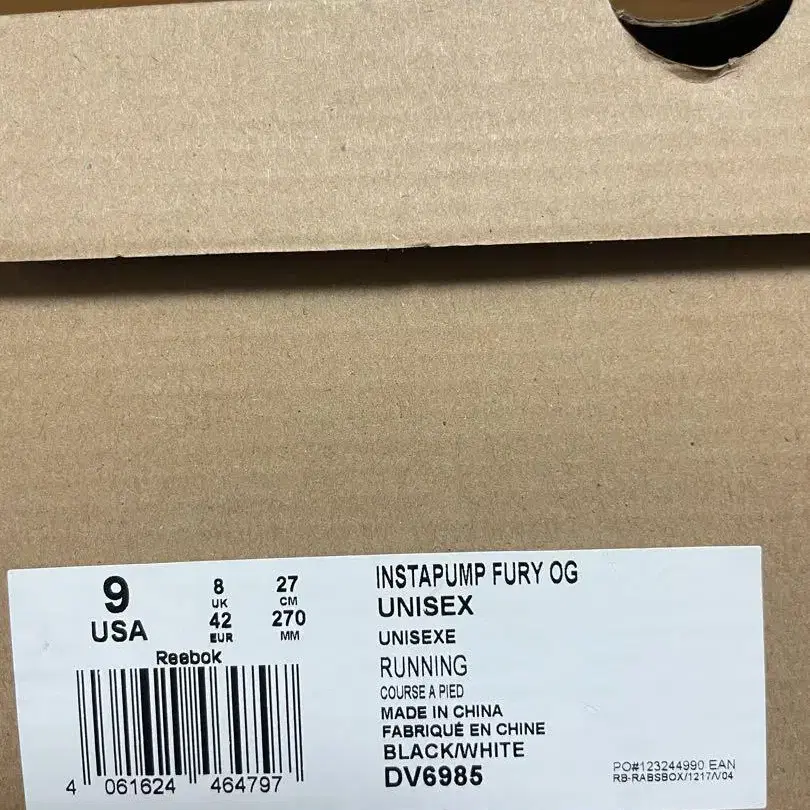 9
USA
8
UK
42
EUR
27
CM
270
MM
Reebok
4 061624 464797
INSTAPUMP FURY OG
UNISEX
UNISEXE
RUNNING
COURSE A PIED
MADE IN CHINA
FABRIQUÉ EN CHINE
BLACK/WHITE
DV6985
PO#123244990 EAN
RB-RABSBOX/1217/V04